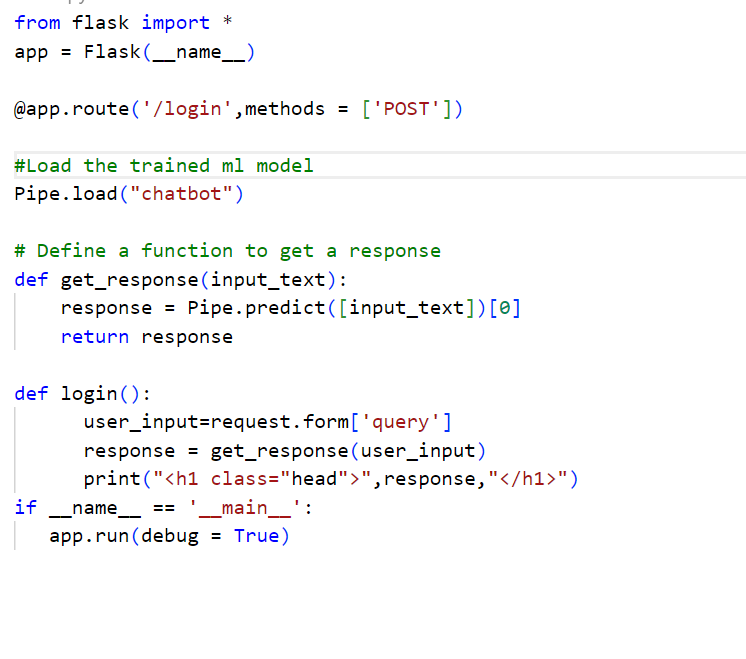 from flask import *
app = Flask(__name__)
@app.route('/login',methods = ['POST'])
#Load the trained ml model
Pipe.load("chatbot")
# Define a function to get a response
def get_response(input_text):
    response = Pipe.predict([input_text])[0]
    return response
def login():
      user_input=request.form['query']
      response = get_response(user_input)
      print("<h1 class="head">",response,"</h1>")
if __name__ == '__main__':
   app.run(debug = True)